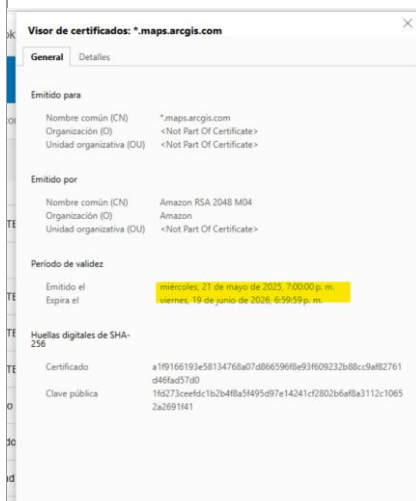 Visor de certificados: *.maps.arcgis.com
General Detalles
Emitido para
Nombre común (CN) *.maps.arcgis.com
Organización (O) <Not Part Of Certificate>
Unidad organizativa (OU) <Not Part Of Certificate>
Emitido por
Nombre común (CN) Amazon RSA 2048 M04
Organización (O) Amazon
Unidad organizativa (OU) <Not Part Of Certificate>
Período de validez
Emitido el miércoles, 21 de mayo de 2025, 7:00:00 p. m.
Expira el viernes, 19 de junio de 2026, 6:59:59 p. m.
Huellas digitales de SHA-
256
Certificado a1f9166193e58134768a07d866596f8e93f609232b88cc9af82761
d46fad57d0
Clave pública 1fd273ceefdc1b2b4f8a5f495d97e14241cf2802b6af8a3112c1065
2a2691f41